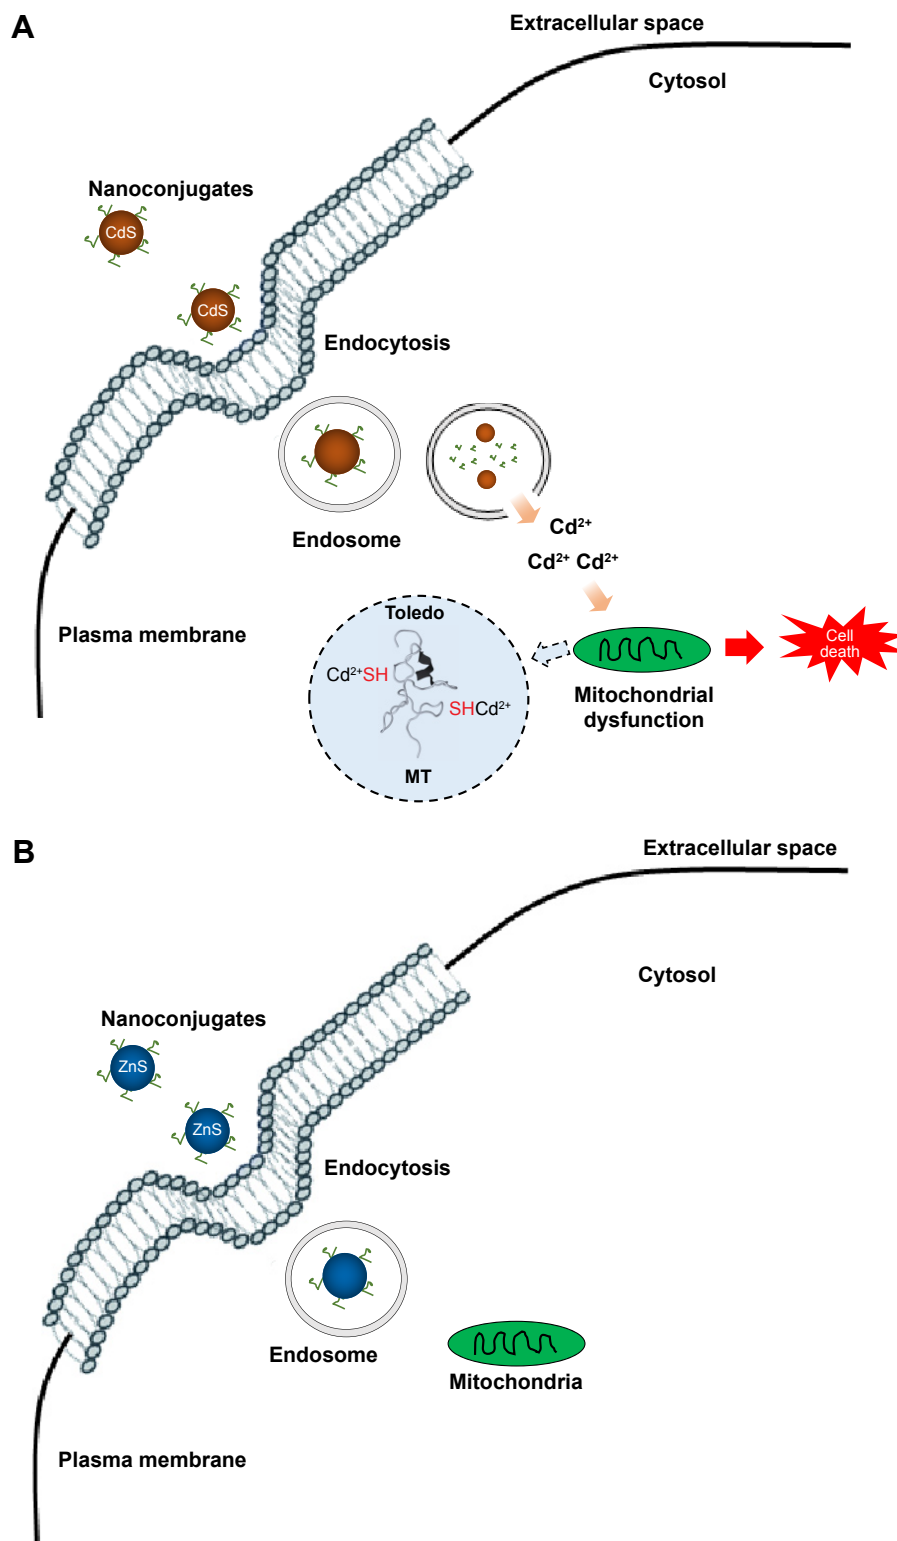 A
Extracellular space
Cytosol
Nanoconjugates
CdS
CdS
Endocytosis
Endosome
Cd²⁺
Cd²⁺ Cd²⁺
Plasma membrane
Toledo
Cd²⁺SH
SHCd²⁺
MT
Mitochondrial
dysfunction
Cell
death
B
Extracellular space
Cytosol
Nanoconjugates
ZnS
ZnS
Endocytosis
Endosome
Mitochondria
Plasma membrane